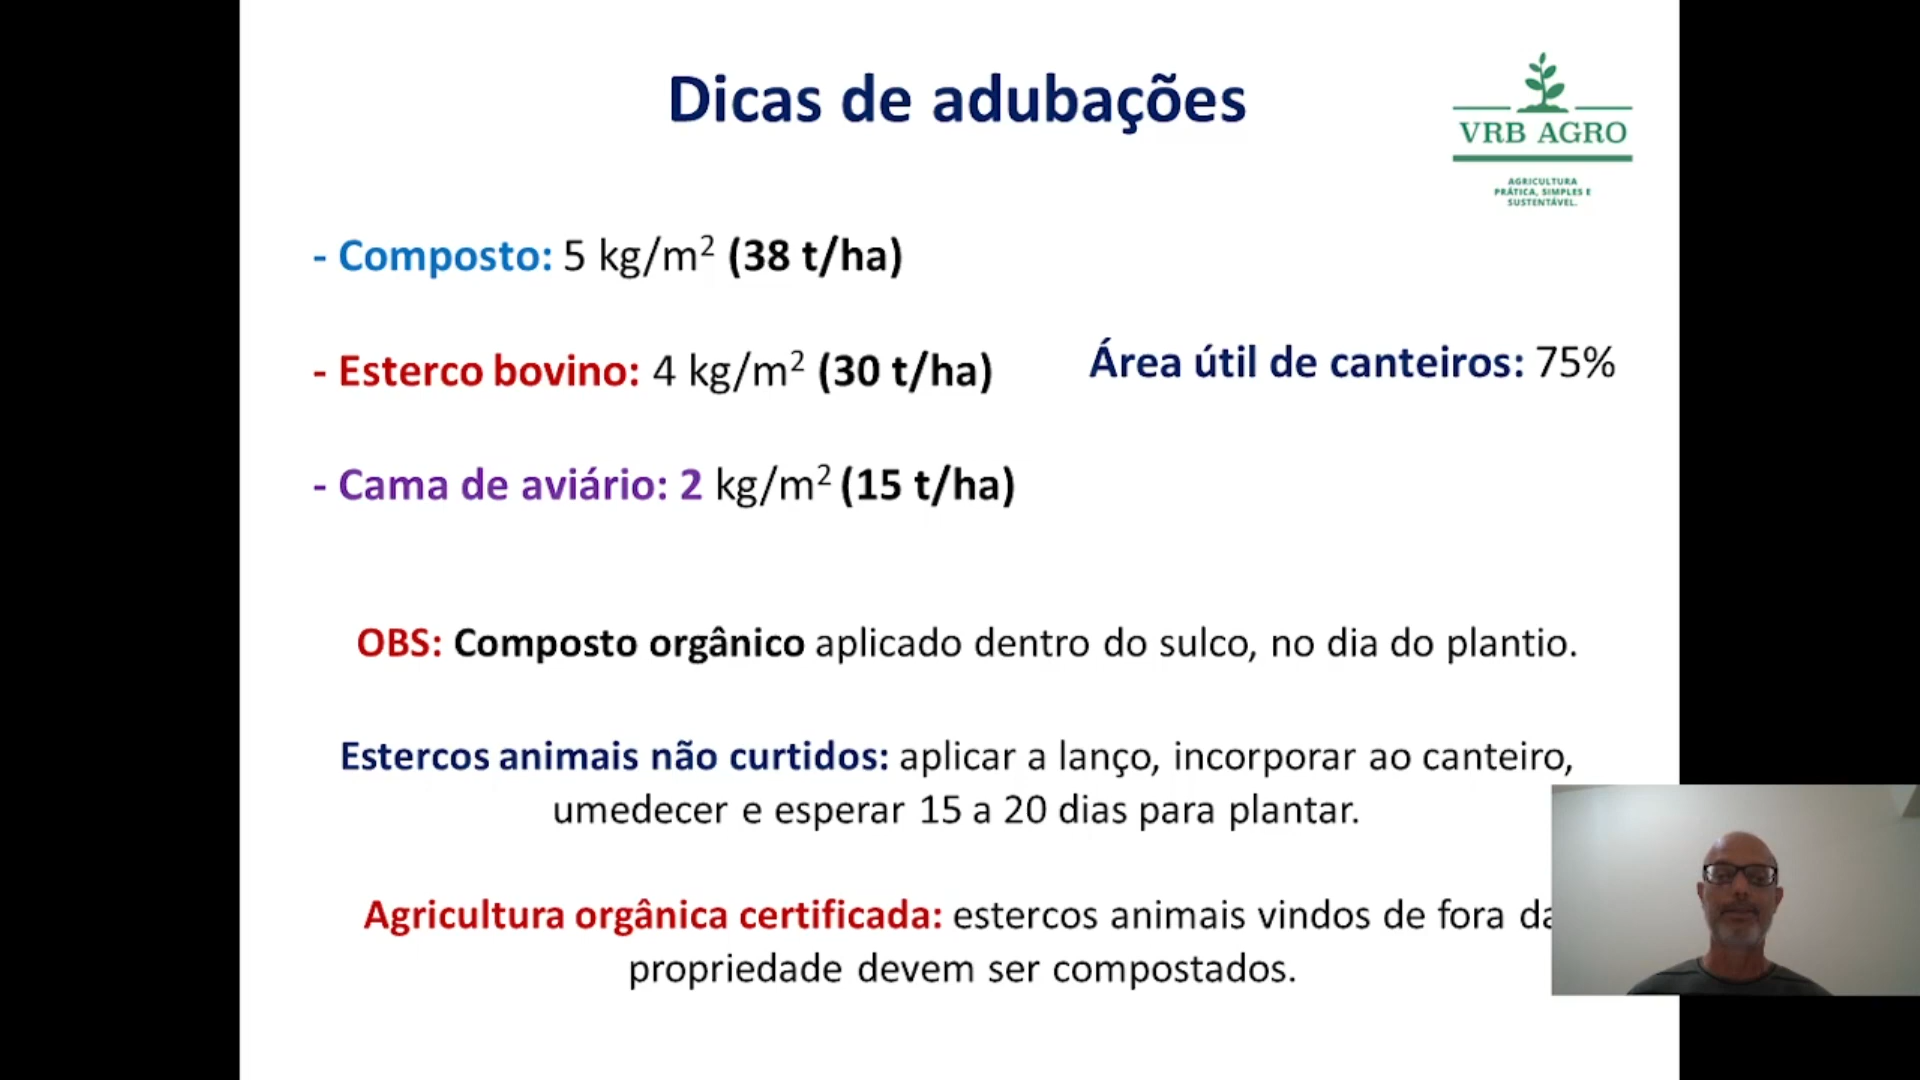 Dicas de adubações
VRB AGRO
AGRICULTURA
PRÁTICA, SIMPLES E
SUSTENTÁVEL.
- Composto: 5 kg/m² (38 t/ha)
- Esterco bovino: 4 kg/m² (30 t/ha)
Área útil de canteiros: 75%
- Cama de aviário: 2 kg/m² (15 t/ha)
OBS: Composto orgânico aplicado dentro do sulco, no dia do plantio.
Estercos animais não curtidos: aplicar a lanço, incorporar ao canteiro,
umedecer e esperar 15 a 20 dias para plantar.
Agricultura orgânica certificada: estercos animais vindos de fora da
propriedade devem ser compostados.